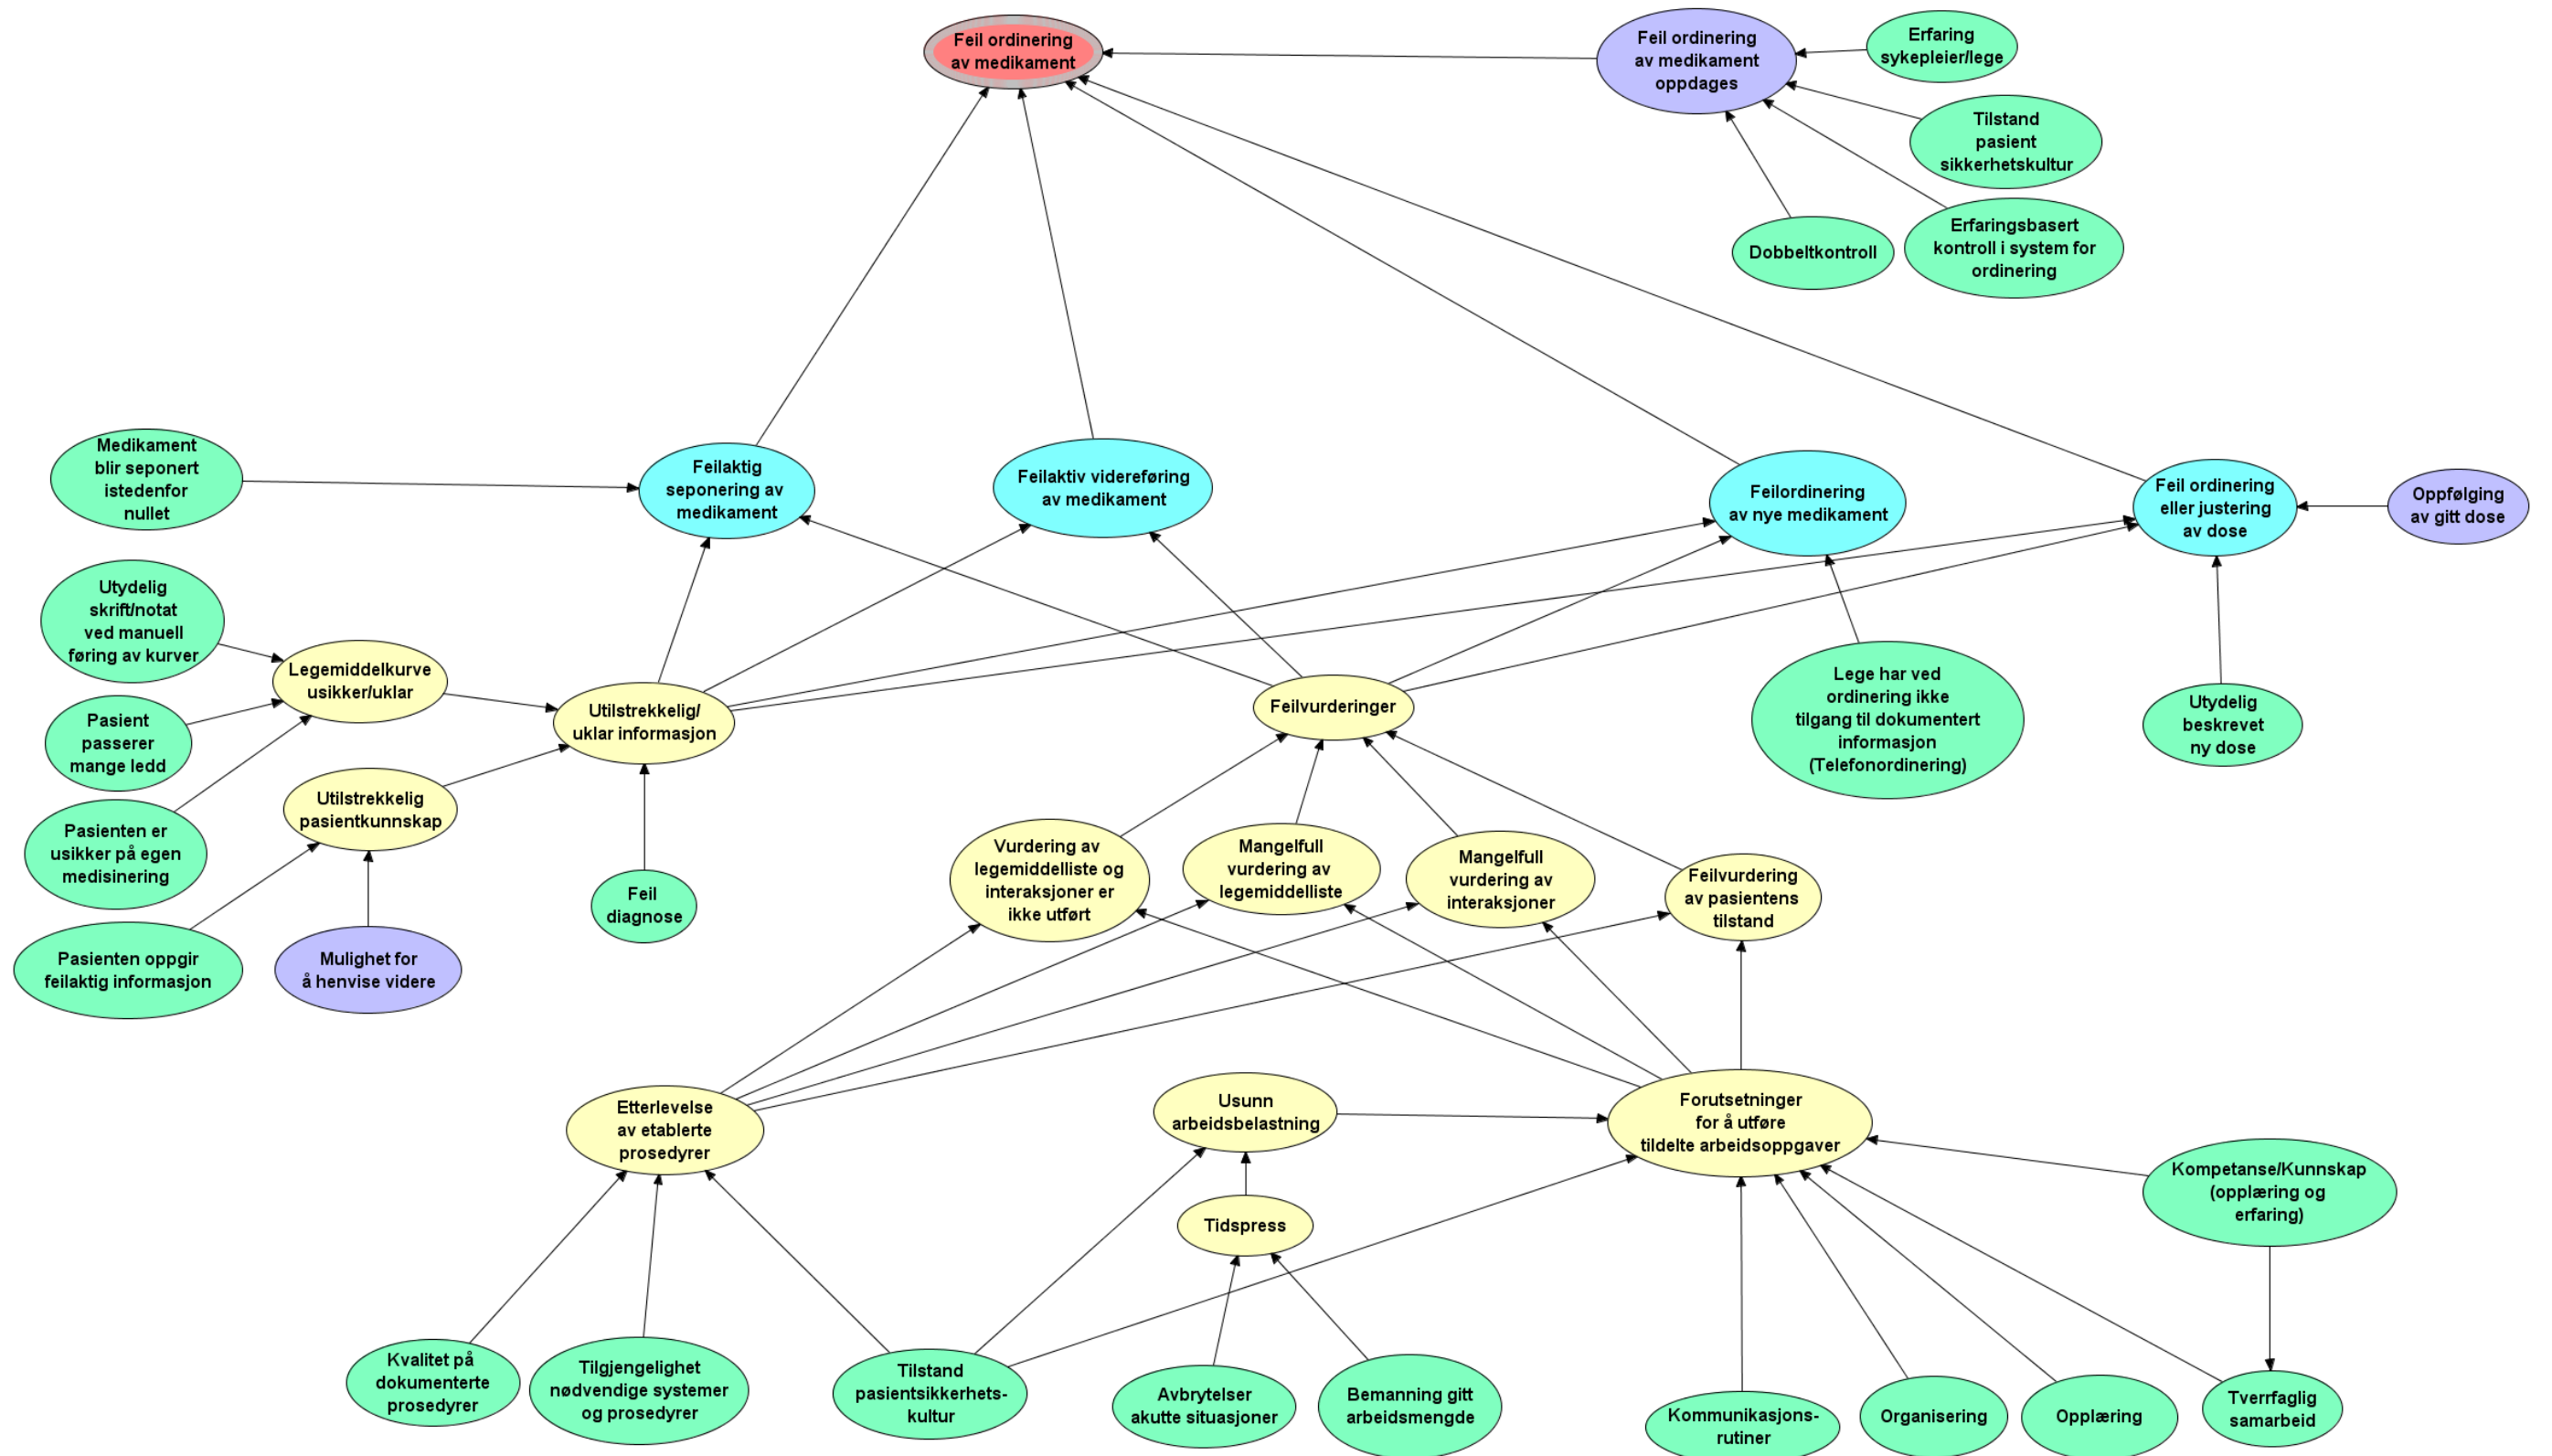 Feil ordinering
av medikament
Feil ordinering
av medikament
oppdages
Erfaring
sykepleier/lege
Tilstand
pasient
sikkerhetskultur
Erfaringsbasert
kontroll i system for
ordinering
Dobbeltkontroll
Medikament
blir seponert
istedenfor
nullet
Feilaktig
seponering av
medikament
Feilaktiv videreføring
av medikament
Feilordinering
av nye medikament
Feil ordinering
eller justering
av dose
Oppfølging
av gitt dose
Utydelig
skrift/notat
ved manuell
føring av kurver
Legemiddelkurve
usikker/uklar
Pasient
passerer
mange ledd
Utilstrekkelig/
uklar informasjon
Feilvurderinger
Lege har ved
ordinering ikke
tilgang til dokumentert
informasjon
(Telefonordinering)
Utydelig
beskrevet
ny dose
Utilstrekkelig
pasientkunnskap
Pasienten er
usikker på egen
medisinering
Feil
diagnose
Vurdering av
legemiddelliste og
interaksjoner er
ikke utført
Mangelfull
vurdering av
legemiddelliste
Mangelfull
vurdering av
interaksjoner
Feilvurdering
av pasientens
tilstand
Pasienten oppgir
feilaktig informasjon
Mulighet for
å henvise videre
Etterlevelse
av etablerte
prosedyrer
Usunn
arbeidsbelastning
Forutsetninger
for å utføre
tildelte arbeidsoppgaver
Kompetanse/Kunnskap
(opplæring og
erfaring)
Tidspress
Kvalitet på
dokumenterte
prosedyrer
Tilgjengelighet
nødvendige systemer
og prosedyrer
Tilstand
pasientsikkerhets-
kultur
Avbrytelser
akutte situasjoner
Bemanning gitt
arbeidsmengde
Kommunikasjons-
rutiner
Organisering
Opplæring
Tverrfaglig
samarbeid